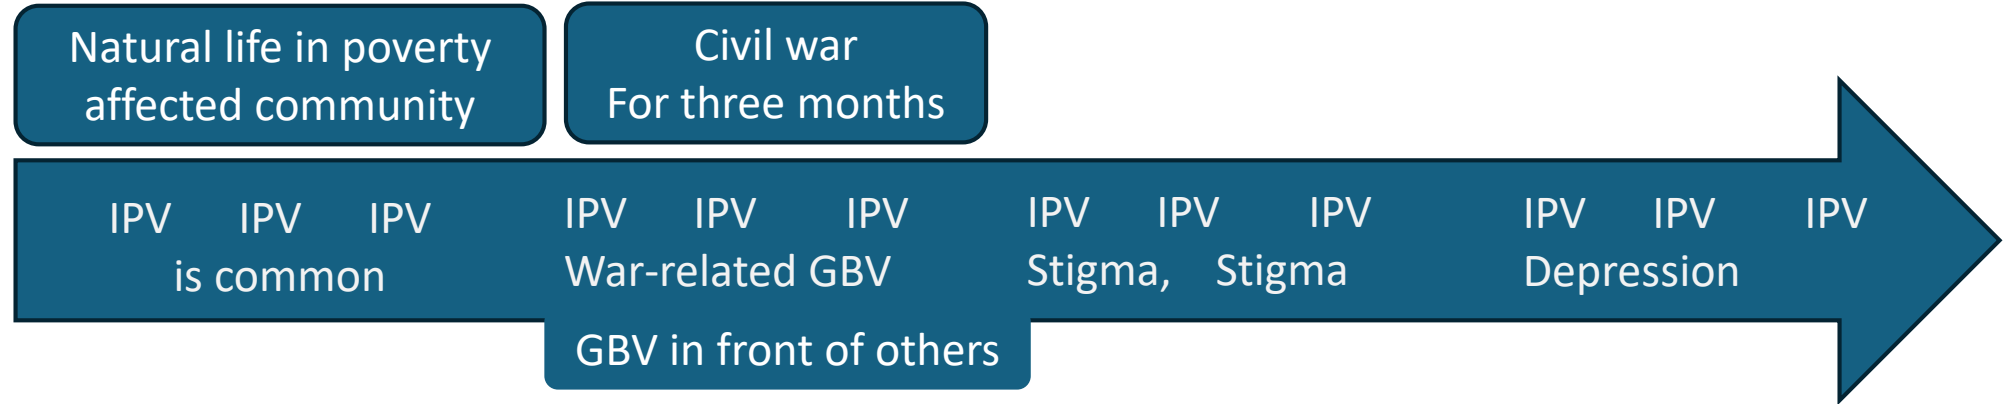 Natural life in poverty
affected community
Civil war
For three months
IPV IPV IPV
is common
IPV IPV IPV
War-related GBV
GBV in front of others
IPV IPV IPV
Stigma, Stigma
IPV IPV IPV
Depression